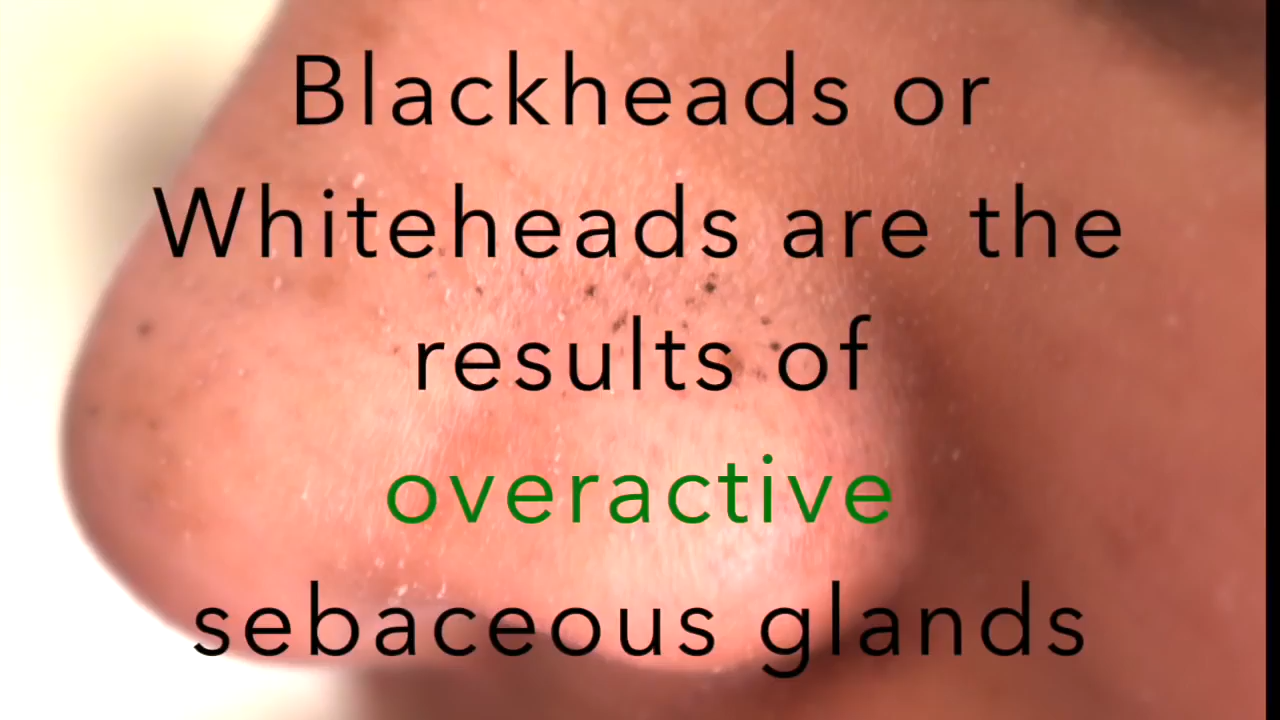 Blackheads or
Whiteheads are the
results of
overactive
sebaceous glands